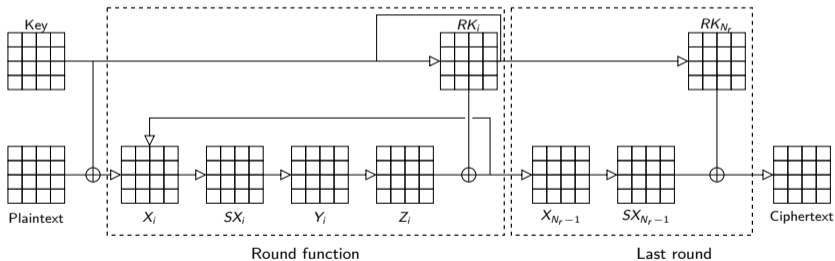 Key
RK_i
RK_{N_r}
Plaintext
X_i
SX_i
Y_i
Z_i
X_{N_r-1}
SX_{N_r-1}
Ciphertext
Round function
Last round